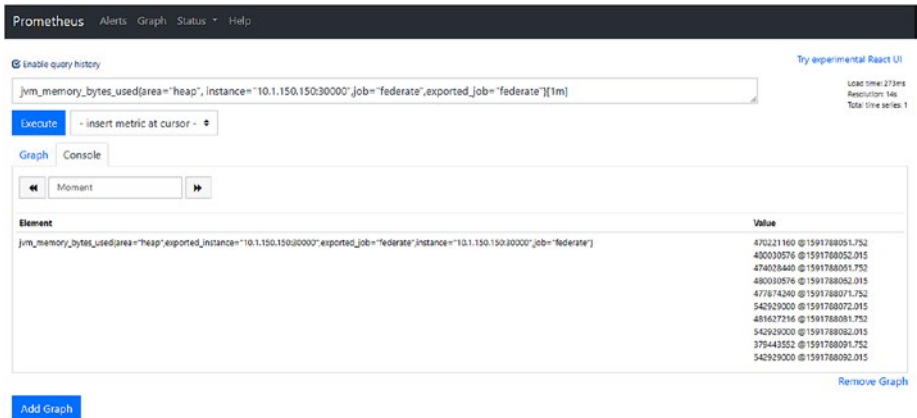 Prometheus Alerts Graph Status Help
Enable query history
Try experimental React UI
jvm_memory_bytes_used{area="heap", instance="10.1.150.150:30000",job="federate",exported_job="federate"}[1m]
Load time: 273ms
Resolution: 14s
Total time series: 1
Execute - insert metric at cursor -
Graph Console
Moment
Element Value
jvm_memory_bytes_used{area="heap",exported_instance="10.1.150.150:30000",exported_job="federate",instance="10.1.150.150:30000",job="federate"}
470221160 @1591788051.752
480030576 @1591788052.015
474028440 @1591788061.752
480030576 @1591788062.015
477874240 @1591788071.752
542929000 @1591788072.015
481627216 @1591788081.752
542929000 @1591788082.015
379443552 @1591788091.752
542929000 @1591788092.015
Remove Graph
Add Graph